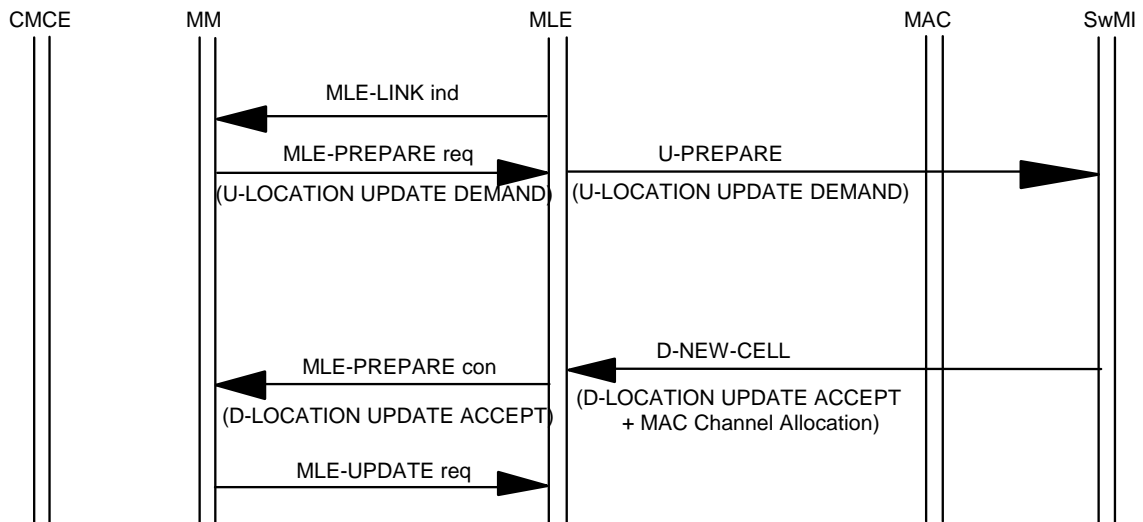 CMCE MM MLE MAC SwMI
MLE-LINK ind
MLE-PREPARE req U-PREPARE
(U-LOCATION UPDATE DEMAND) (U-LOCATION UPDATE DEMAND)
D-NEW-CELL
MLE-PREPARE con
(D-LOCATION UPDATE ACCEPT
(D-LOCATION UPDATE ACCEPT) + MAC Channel Allocation)
MLE-UPDATE req